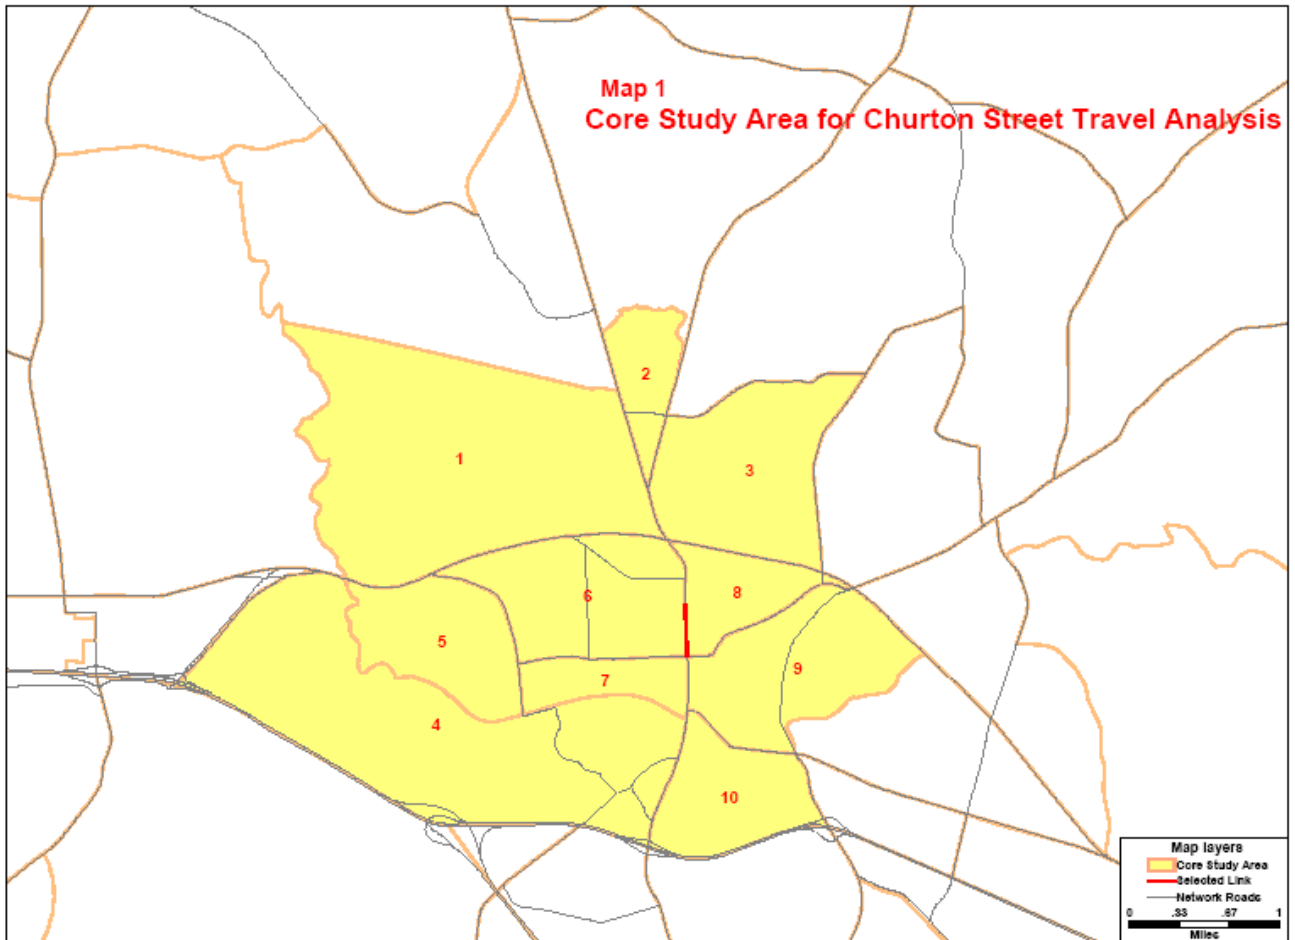 Map 1
Core Study Area for Churton Street Travel Analysis
2
1
3
6
8
5
9
7
4
10
Map layers
Core Study Area
Selected Link
Network Roads
0 .33 .67 1
Miles